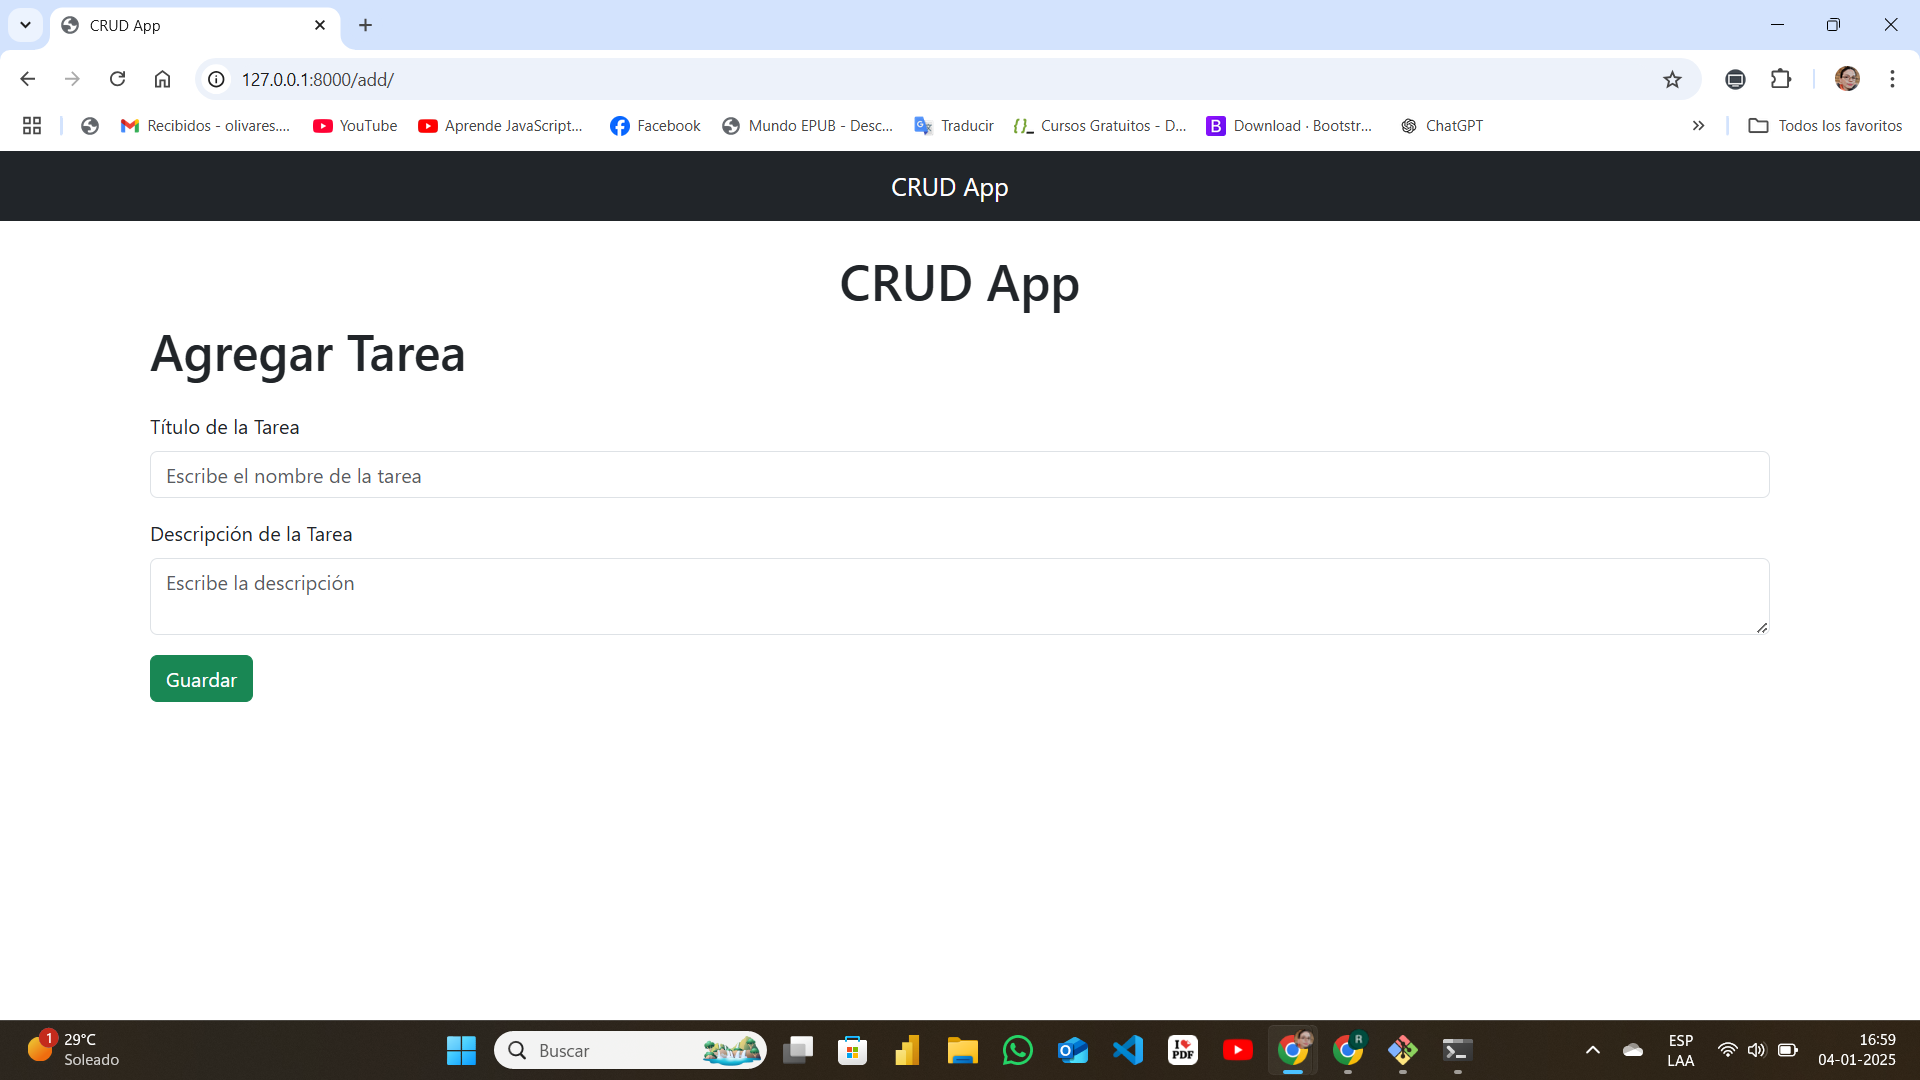 CRUD App
127.0.0.1:8000/add/
Recibidos - olivares....
YouTube
Aprende JavaScript...
Facebook
Mundo EPUB - Desc...
Traducir
Cursos Gratuitos - D...
Download · Bootstr...
ChatGPT
Todos los favoritos
CRUD App
CRUD App
Agregar Tarea
Título de la Tarea
Escribe el nombre de la tarea
Descripción de la Tarea
Escribe la descripción
Guardar
1
29°C
Soleado
Buscar
I PDF
R
ESP
LAA
16:59
04-01-2025